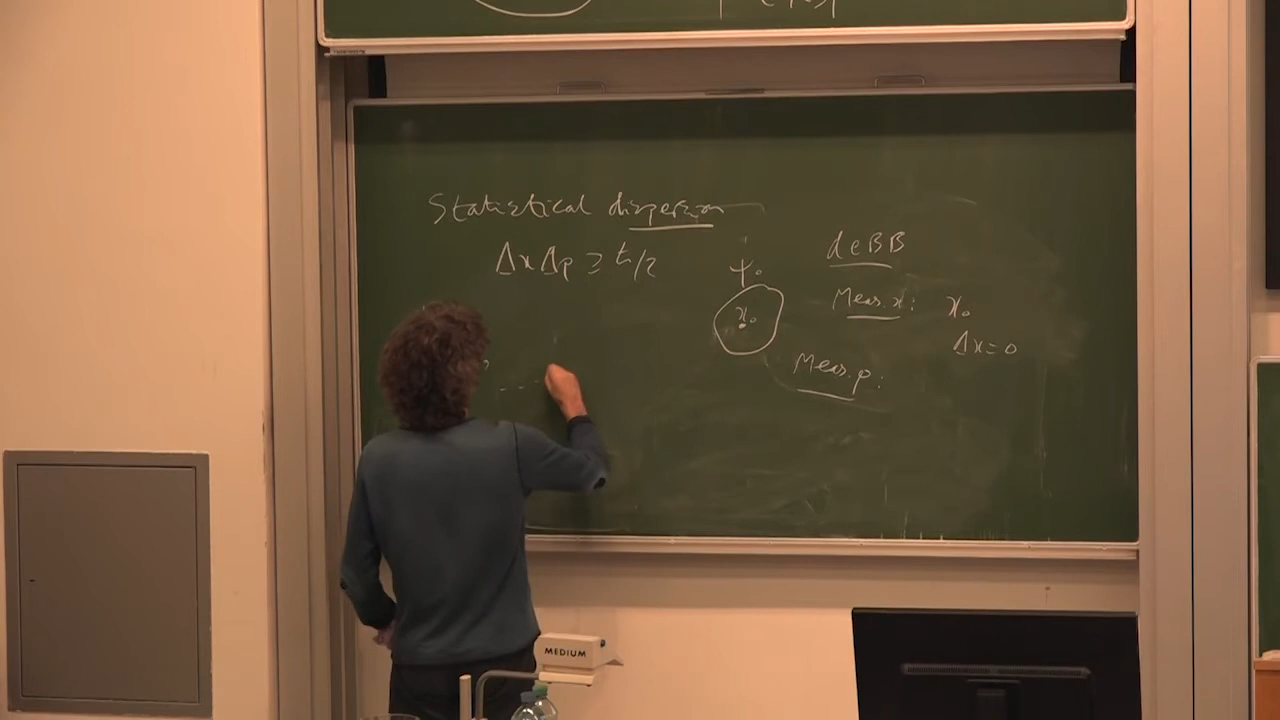 Statistical dispersion
Δx Δp ≥ ħ/2
ψ₀
x₀
deBB
Meas. x: x₀
Δx = 0
Meas. p:
MEDIUM